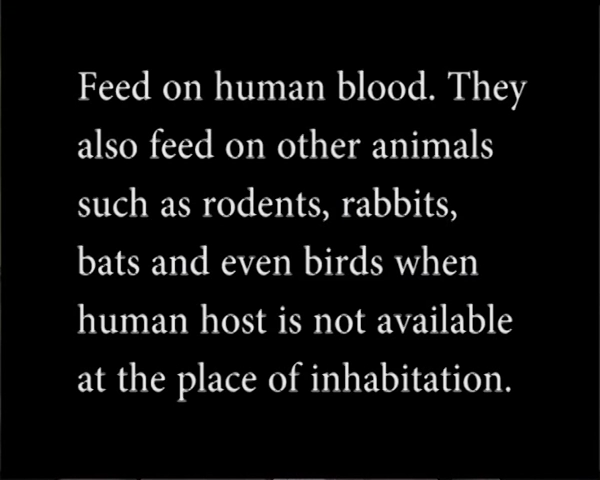 Feed on human blood. They
also feed on other animals
such as rodents, rabbits,
bats and even birds when
human host is not available
at the place of inhabitation.